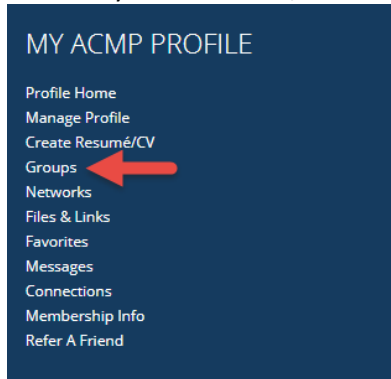 MY ACMP PROFILE
Profile Home
Manage Profile
Create Resumé/CV
Groups
Networks
Files & Links
Favorites
Messages
Connections
Membership Info
Refer A Friend